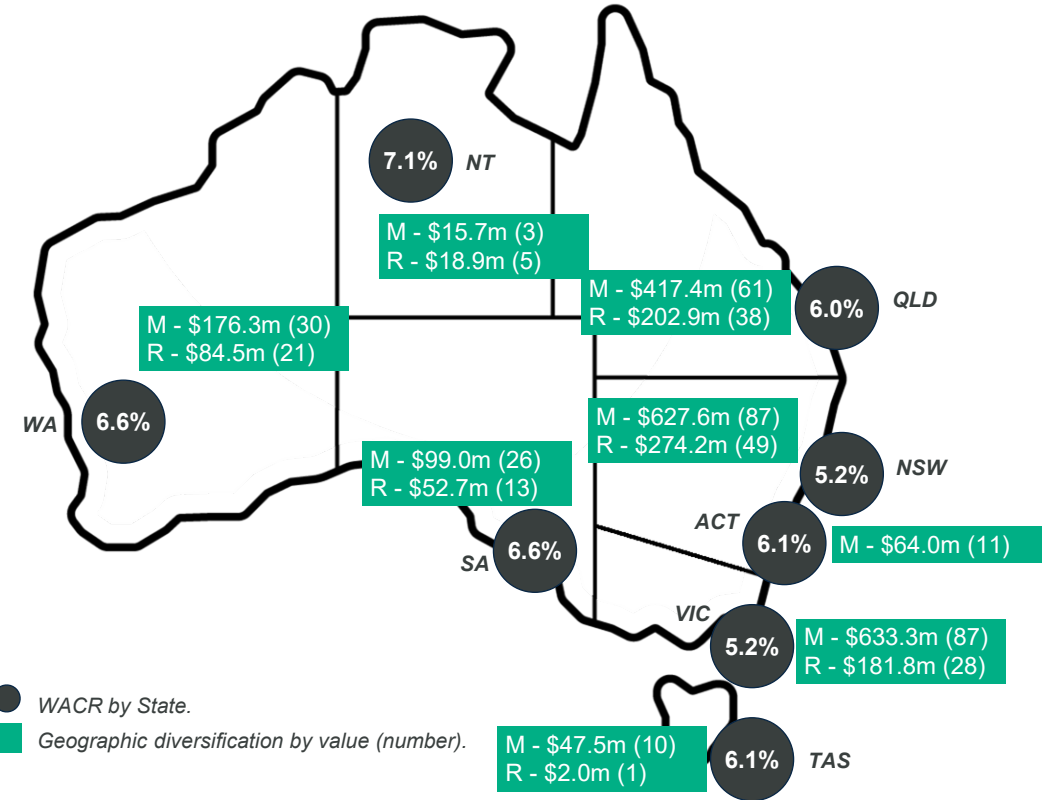 7.1%
NT
M - $15.7m (3)
R - $18.9m (5)
M - $417.4m (61)
R - $202.9m (38)
6.0%
QLD
M - $176.3m (30)
R - $84.5m (21)
WA
6.6%
M - $627.6m (87)
R - $274.2m (49)
5.2%
NSW
M - $99.0m (26)
R - $52.7m (13)
SA
6.6%
ACT
6.1%
M - $64.0m (11)
VIC
5.2%
M - $633.3m (87)
R - $181.8m (28)
WACR by State.
Geographic diversification by value (number).
M - $47.5m (10)
R - $2.0m (1)
6.1%
TAS